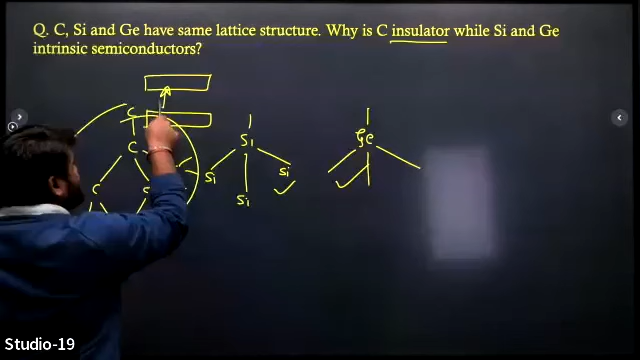 Q. C, Si and Ge have same lattice structure. Why is C insulator while Si and Ge
intrinsic semiconductors?
C
C
C
Si
Ge
Si
Si
Si
Studio-19